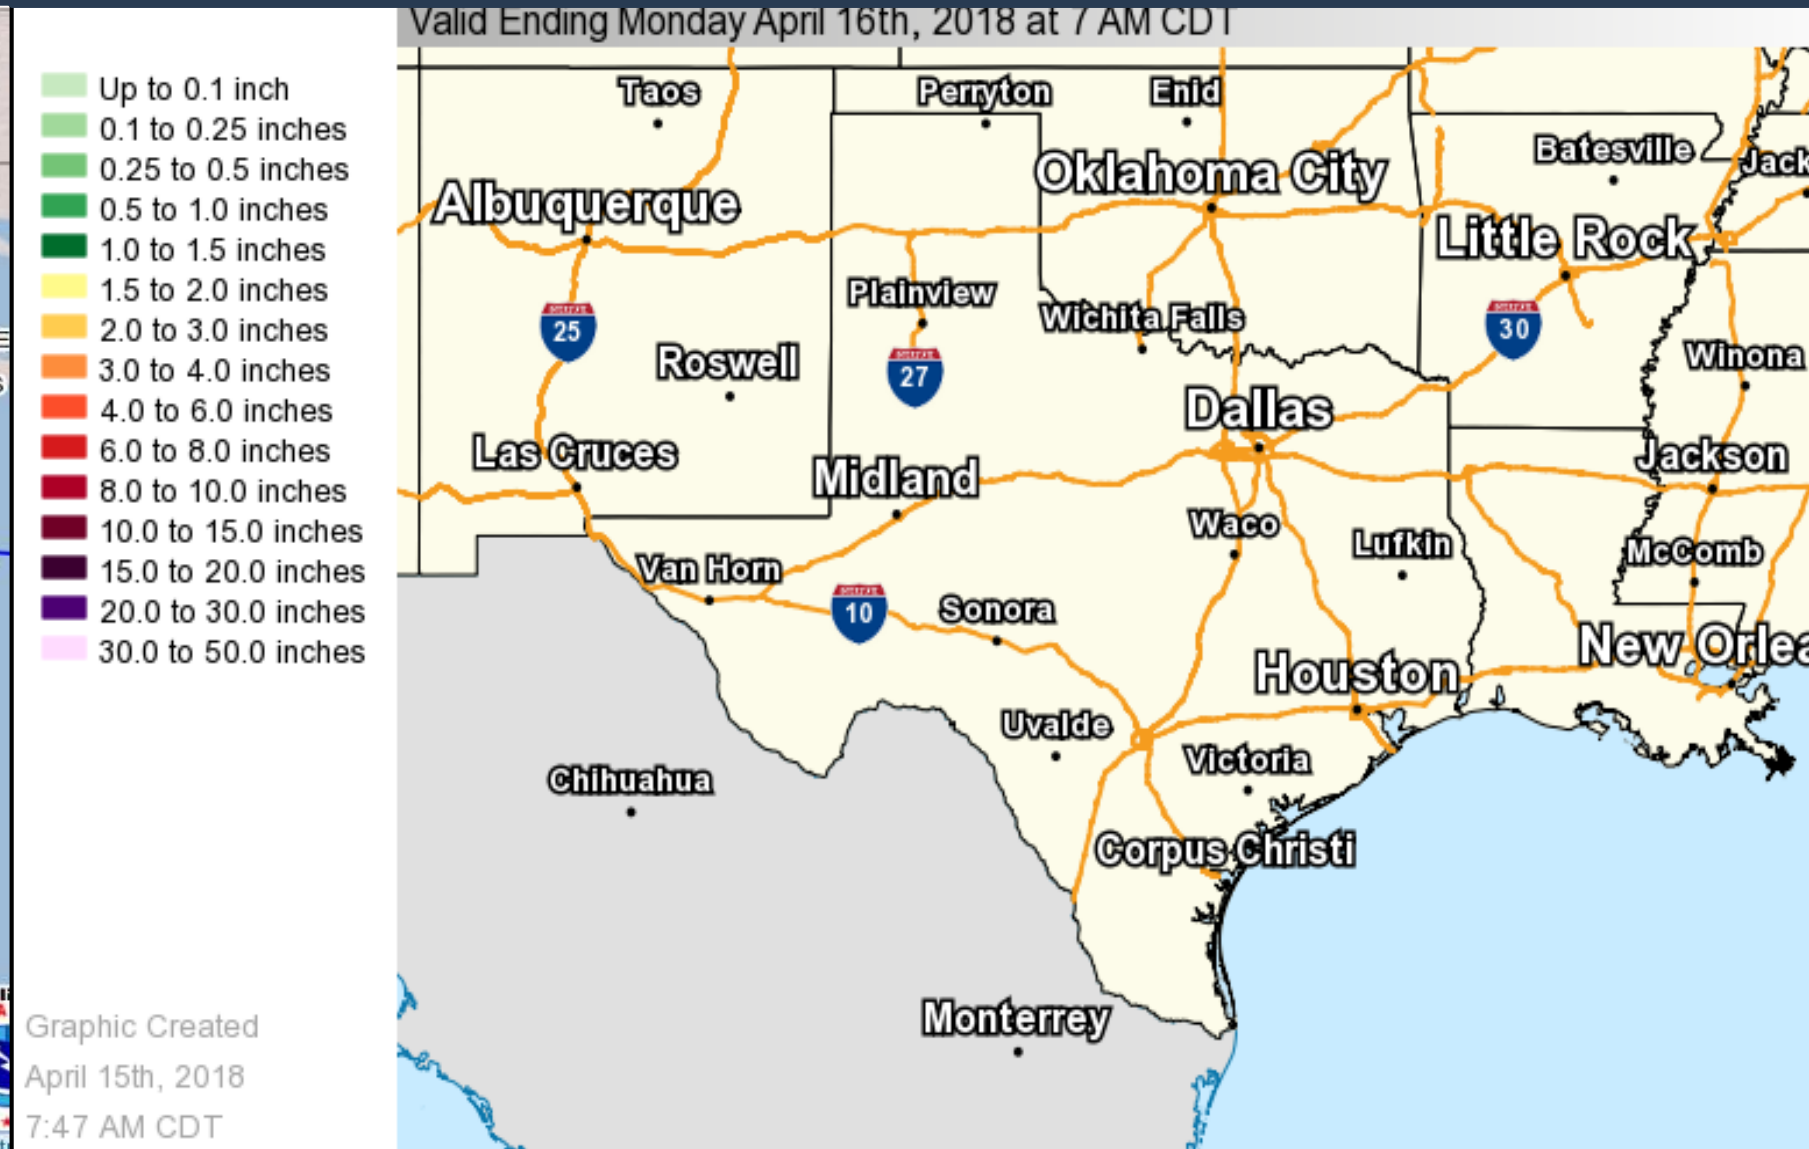 Valid Ending Monday April 16th, 2018 at 7 AM CDT
Up to 0.1 inch
0.1 to 0.25 inches
0.25 to 0.5 inches
0.5 to 1.0 inches
1.0 to 1.5 inches
1.5 to 2.0 inches
2.0 to 3.0 inches
3.0 to 4.0 inches
4.0 to 6.0 inches
6.0 to 8.0 inches
8.0 to 10.0 inches
10.0 to 15.0 inches
15.0 to 20.0 inches
20.0 to 30.0 inches
30.0 to 50.0 inches
Graphic Created
April 15th, 2018
7:47 AM CDT
Taos
Perryton
Enid
Batesville
Jack
Oklahoma City
Albuquerque
Little Rock
Plainview
Wichita Falls
25
30
Roswell
27
Winona
Dallas
Las Cruces
Midland
Jackson
Waco
Lufkin
McComb
Van Horn
10
Sonora
New Orlea
Houston
Uvalde
Victoria
Chihuahua
Corpus Christi
Monterrey